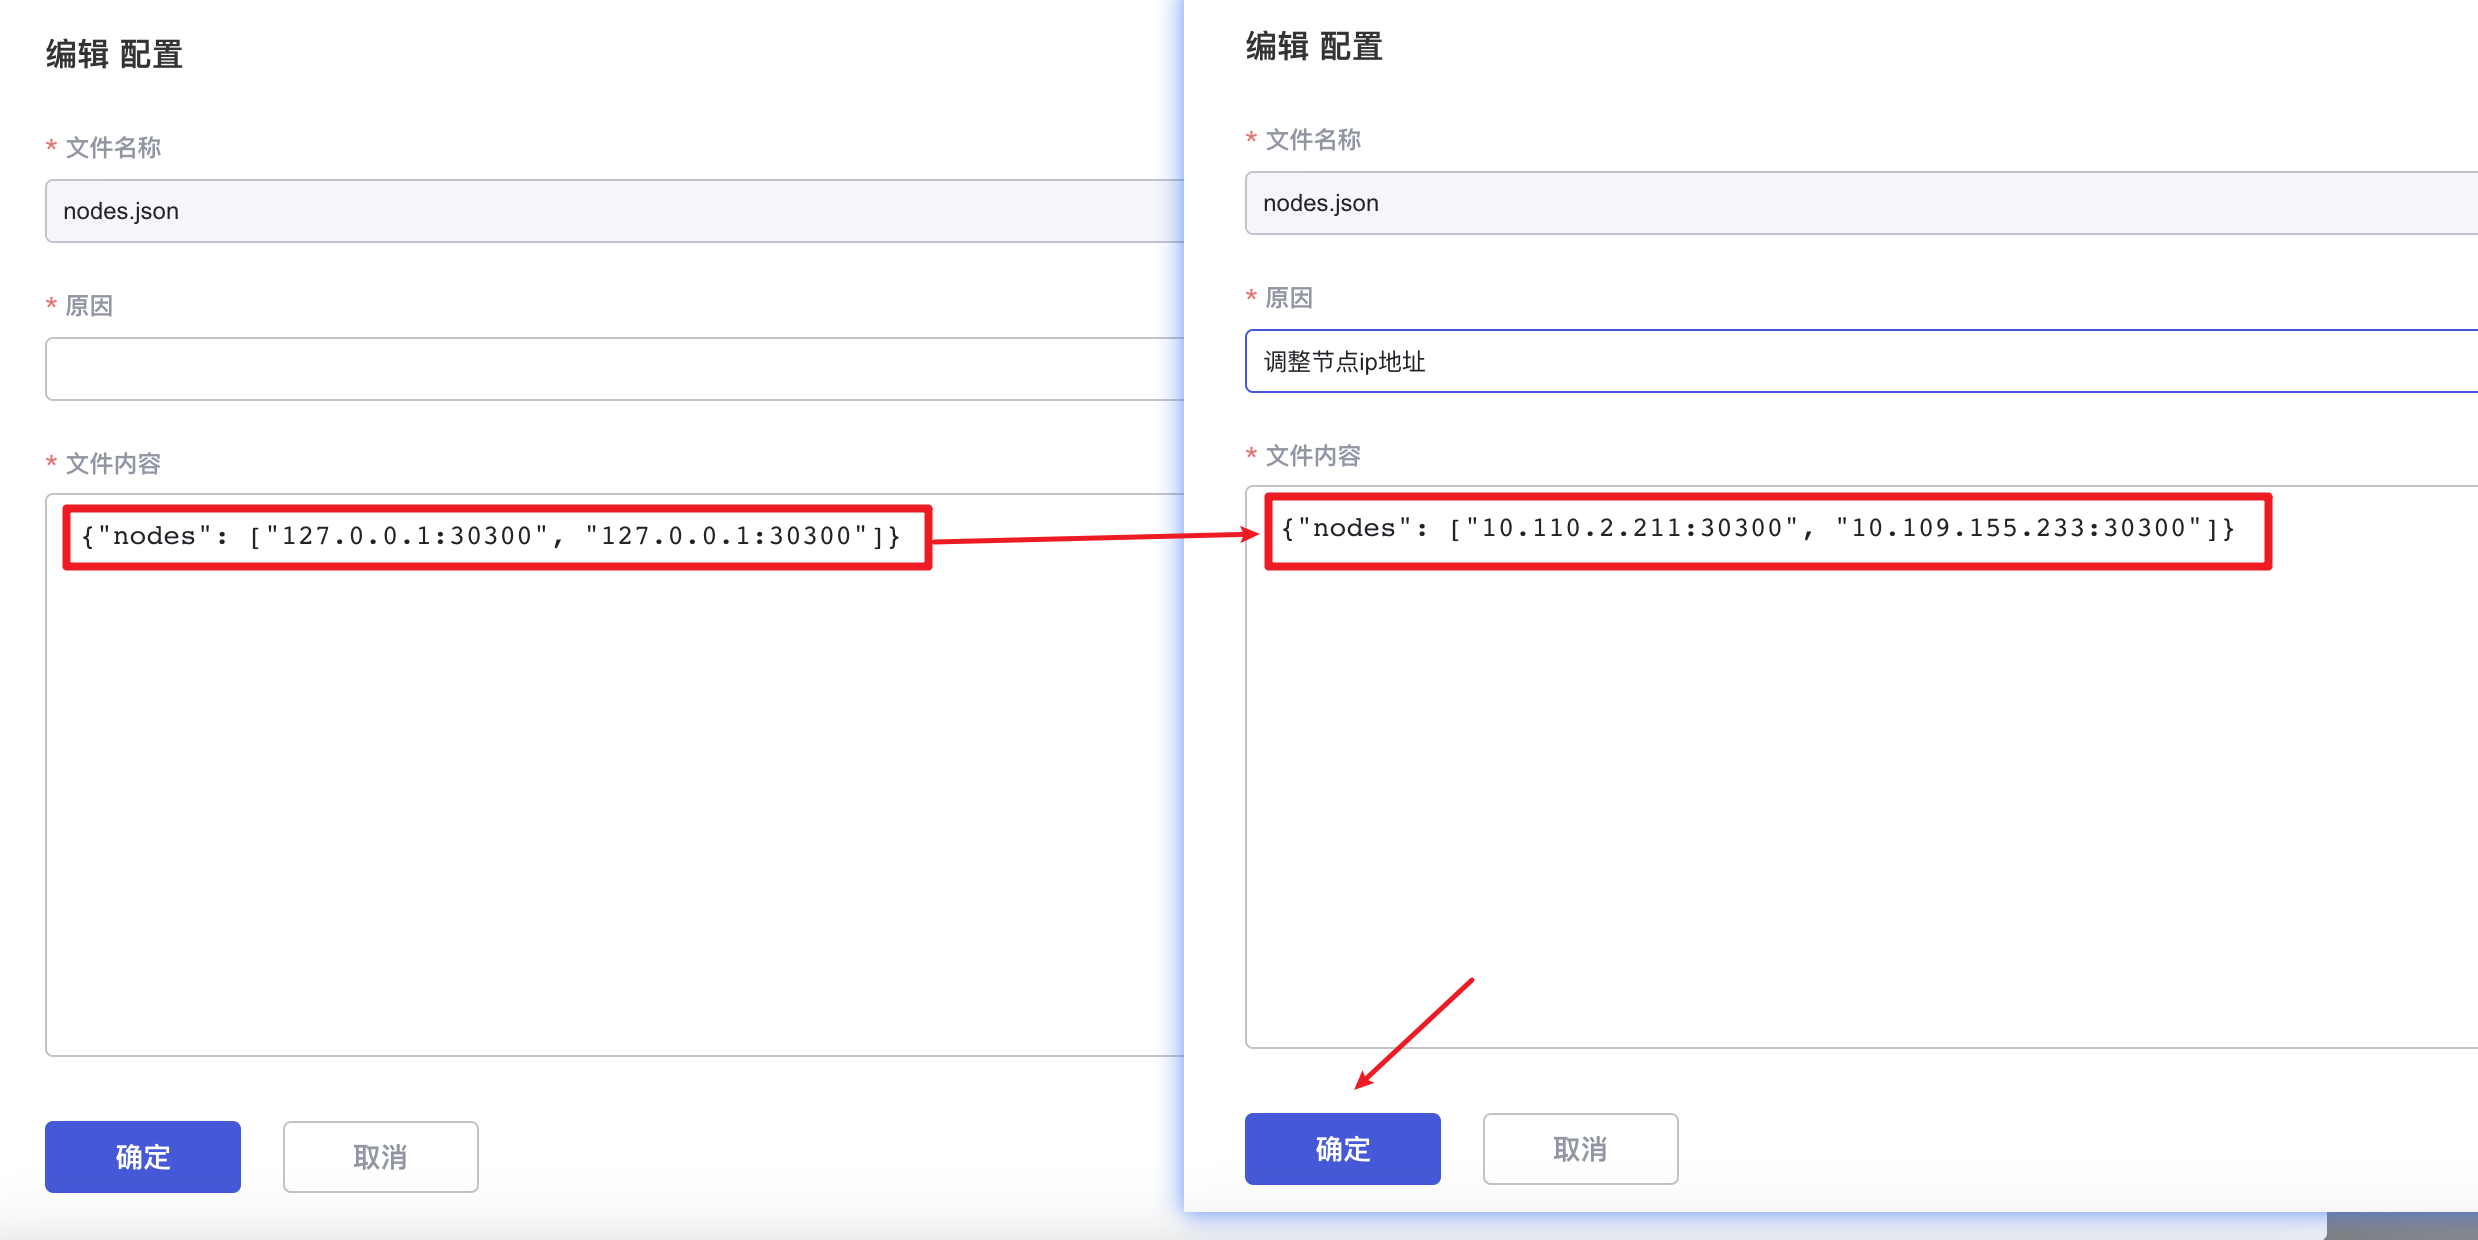 编辑 配置
* 文件名称
nodes.json
* 原因
* 文件内容
{"nodes": ["127.0.0.1:30300", "127.0.0.1:30300"]}
确定
取消
编辑 配置
* 文件名称
nodes.json
* 原因
调整节点ip地址
* 文件内容
{"nodes": ["10.110.2.211:30300", "10.109.155.233:30300"]}
确定
取消